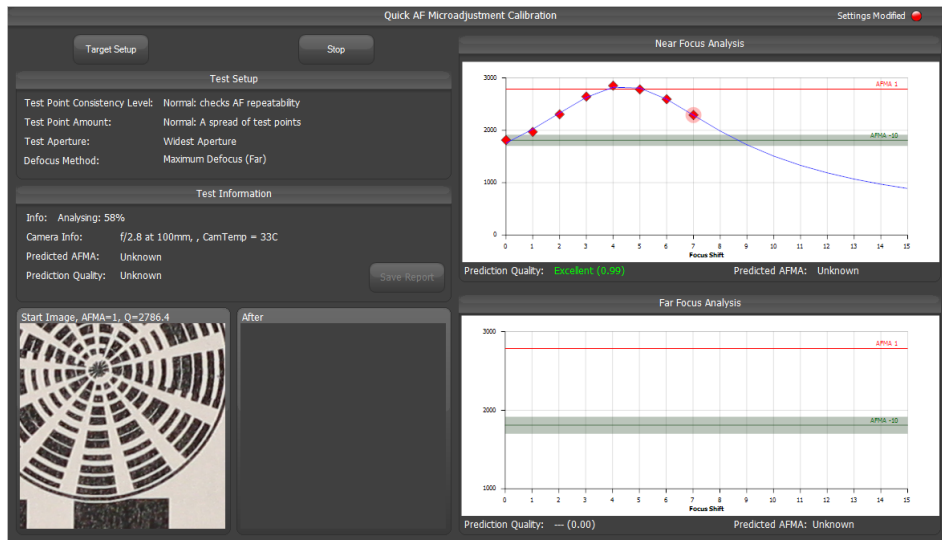 Quick AF Microadjustment Calibration
Settings Modified
Target Setup
Stop
Test Setup
Test Point Consistency Level: Normal: checks AF repeatability
Test Point Amount: Normal: A spread of test points
Test Aperture: Widest Aperture
Defocus Method: Maximum Defocus (Far)
Test Information
Info: Analysing: 58%
Camera Info: f/2.8 at 100mm, , CamTemp = 33C
Predicted AFMA: Unknown
Prediction Quality: Unknown
Save Report
Start Image, AFMA=1, Q=2786.4
After
Near Focus Analysis
3000
AFMA 1
2000
AFMA -10
1000
0
0 1 2 3 4 5 6 7 8 9 10 11 12 13 14 15
Focus Shift
Prediction Quality: Excellent (0.99) Predicted AFMA: Unknown
Far Focus Analysis
3000
AFMA 1
2000
AFMA -10
1000
0 1 2 3 4 5 6 7 8 9 10 11 12 13 14 15
Focus Shift
Prediction Quality: --- (0.00) Predicted AFMA: Unknown